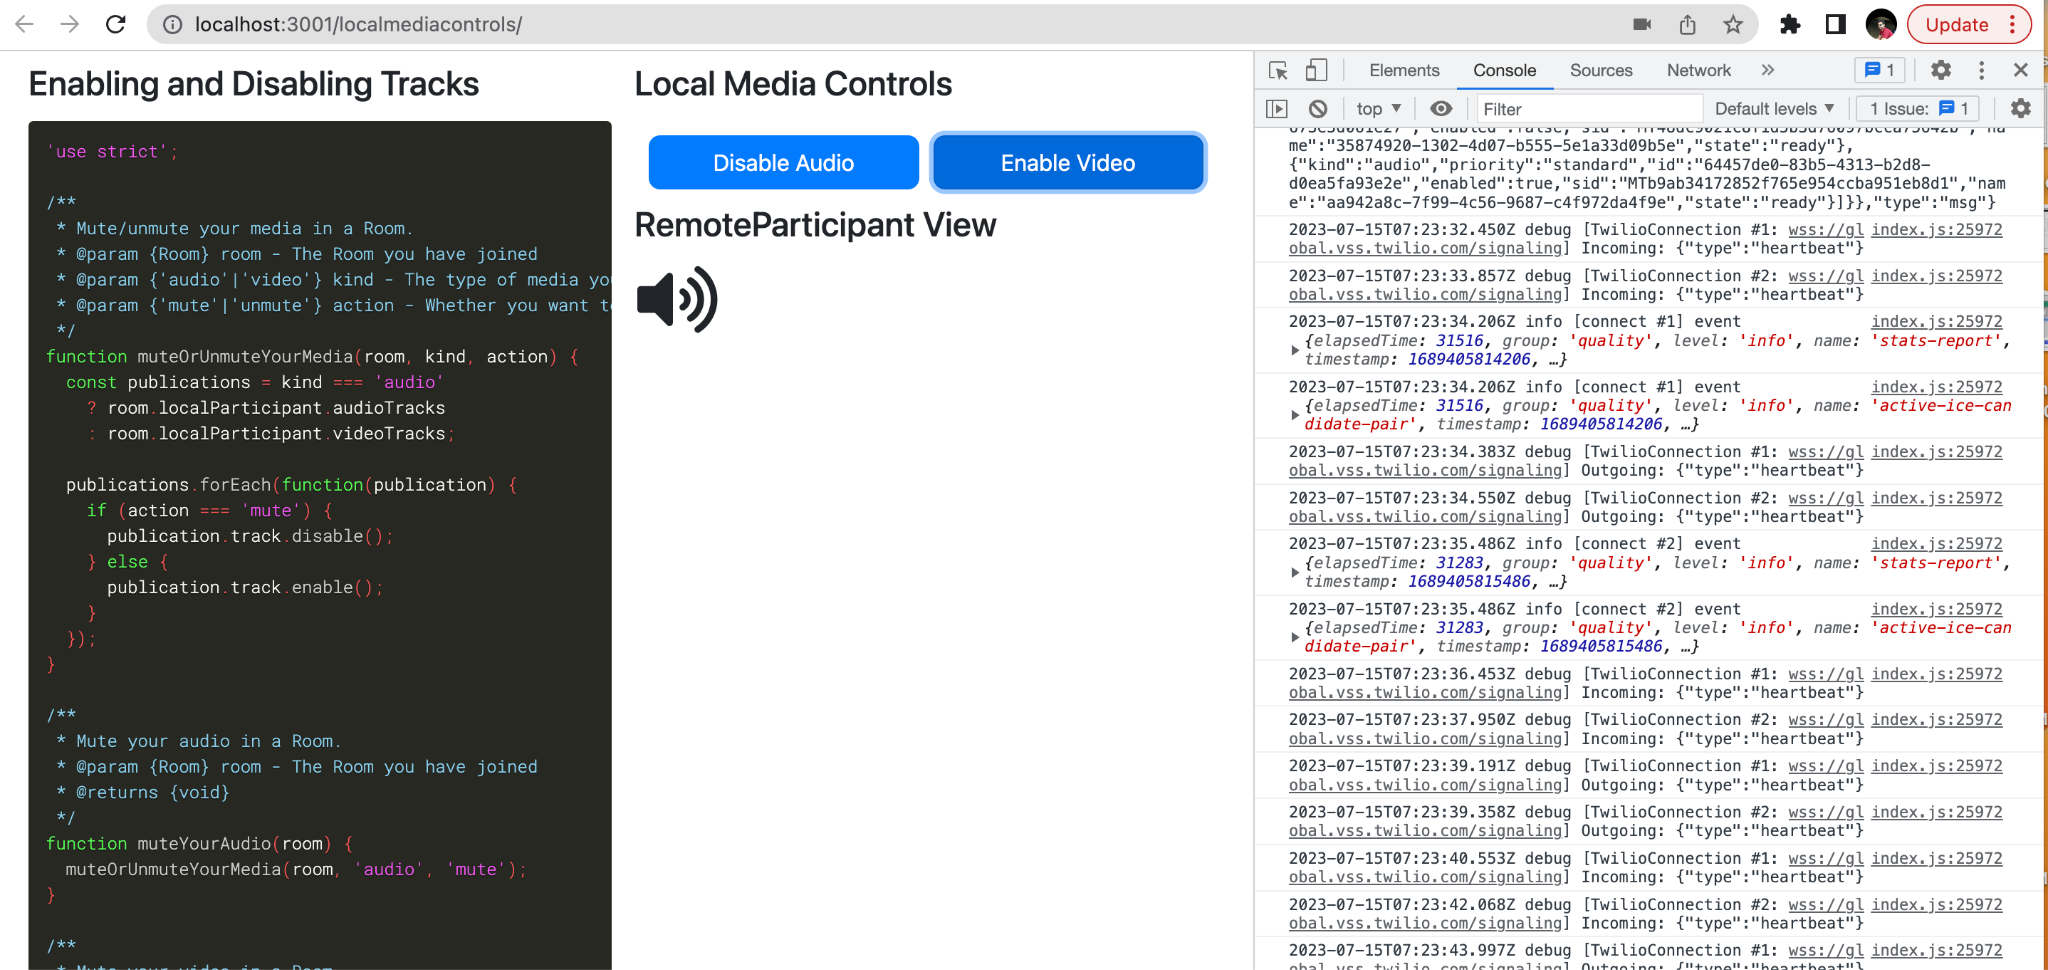 localhost:3001/localmediacontrols/
Update
Enabling and Disabling Tracks
'use strict';
/**
* Mute/unmute your media in a Room.
* @param {Room} room - The Room you have joined
* @param {'audio'|'video'} kind - The type of media yo
* @param {'mute'|'unmute'} action - Whether you want t
*/
function muteOrUnmuteYourMedia(room, kind, action) {
const publications = kind === 'audio'
? room.localParticipant.audioTracks
: room.localParticipant.videoTracks;
publications.forEach(function(publication) {
if (action === 'mute') {
publication.track.disable();
} else {
publication.track.enable();
}
});
}
/**
* Mute your audio in a Room.
* @param {Room} room - The Room you have joined
* @returns {void}
*/
function muteYourAudio(room) {
muteOrUnmuteYourMedia(room, 'audio', 'mute');
}
/**
* Mute your video in a Room
Local Media Controls
Disable Audio
Enable Video
RemoteParticipant View
Elements Console Sources Network 1
top Filter Default levels 1 Issue: 1
me":"35874920-1302-4d07-b555-5e1a33d09b5e","state":"ready"},
{"kind":"audio","priority":"standard","id":"64457de0-83b5-4313-b2d8-
d0ea5fa93e2e","enabled":true,"sid":"MTb9ab34172852f765e954ccba951eb8d1","nam
e":"aa942a8c-7f99-4c56-9687-c4f972da4f9e","state":"ready"}]}},"type":"msg"}
2023-07-15T07:23:32.450Z debug [TwilioConnection #1: wss://gl index.js:25972
obal.vss.twilio.com/signaling] Incoming: {"type":"heartbeat"}
2023-07-15T07:23:33.857Z debug [TwilioConnection #2: wss://gl index.js:25972
obal.vss.twilio.com/signaling] Incoming: {"type":"heartbeat"}
2023-07-15T07:23:34.206Z info [connect #1] event index.js:25972
{elapsedTime: 31516, group: 'quality', level: 'info', name: 'stats-report',
timestamp: 1689405814206, …}
2023-07-15T07:23:34.206Z info [connect #1] event index.js:25972
{elapsedTime: 31516, group: 'quality', level: 'info', name: 'active-ice-can
didate-pair', timestamp: 1689405814206, …}
2023-07-15T07:23:34.383Z debug [TwilioConnection #1: wss://gl index.js:25972
obal.vss.twilio.com/signaling] Outgoing: {"type":"heartbeat"}
2023-07-15T07:23:34.550Z debug [TwilioConnection #2: wss://gl index.js:25972
obal.vss.twilio.com/signaling] Outgoing: {"type":"heartbeat"}
2023-07-15T07:23:35.486Z info [connect #2] event index.js:25972
{elapsedTime: 31283, group: 'quality', level: 'info', name: 'stats-report',
timestamp: 1689405815486, …}
2023-07-15T07:23:35.486Z info [connect #2] event index.js:25972
{elapsedTime: 31283, group: 'quality', level: 'info', name: 'active-ice-can
didate-pair', timestamp: 1689405815486, …}
2023-07-15T07:23:36.453Z debug [TwilioConnection #1: wss://gl index.js:25972
obal.vss.twilio.com/signaling] Incoming: {"type":"heartbeat"}
2023-07-15T07:23:37.950Z debug [TwilioConnection #2: wss://gl index.js:25972
obal.vss.twilio.com/signaling] Incoming: {"type":"heartbeat"}
2023-07-15T07:23:39.191Z debug [TwilioConnection #1: wss://gl index.js:25972
obal.vss.twilio.com/signaling] Outgoing: {"type":"heartbeat"}
2023-07-15T07:23:39.358Z debug [TwilioConnection #2: wss://gl index.js:25972
obal.vss.twilio.com/signaling] Outgoing: {"type":"heartbeat"}
2023-07-15T07:23:40.553Z debug [TwilioConnection #1: wss://gl index.js:25972
obal.vss.twilio.com/signaling] Incoming: {"type":"heartbeat"}
2023-07-15T07:23:42.068Z debug [TwilioConnection #2: wss://gl index.js:25972
obal.vss.twilio.com/signaling] Incoming: {"type":"heartbeat"}
2023-07-15T07:23:43.997Z debug [TwilioConnection #1: wss://gl index.js:25972
obal.vss.twilio.com/signaling] Outgoing: {"type":"heartbeat"}